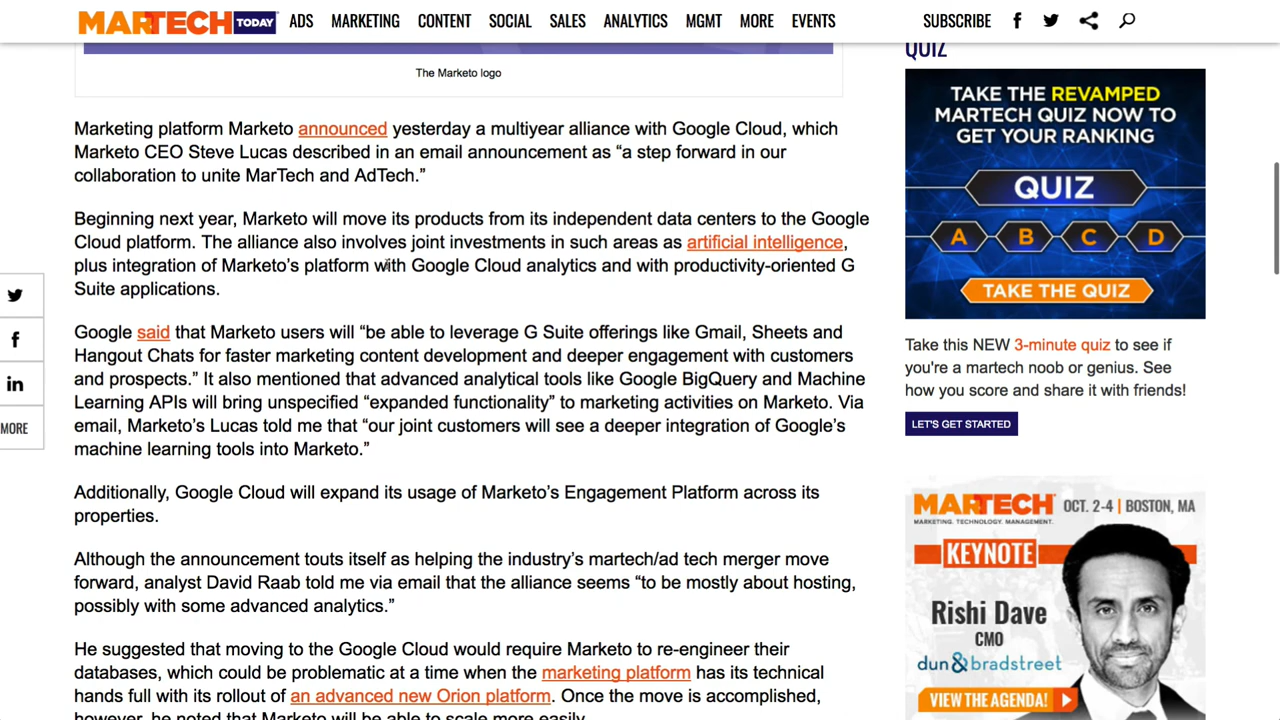 MARTECH TODAY ADS MARKETING CONTENT SOCIAL SALES ANALYTICS MGMT MORE EVENTS SUBSCRIBE
The Marketo logo
Marketing platform Marketo announced yesterday a multiyear alliance with Google Cloud, which
Marketo CEO Steve Lucas described in an email announcement as “a step forward in our
collaboration to unite MarTech and AdTech.”
Beginning next year, Marketo will move its products from its independent data centers to the Google
Cloud platform. The alliance also involves joint investments in such areas as artificial intelligence,
plus integration of Marketo’s platform with Google Cloud analytics and with productivity-oriented G
Suite applications.
Google said that Marketo users will “be able to leverage G Suite offerings like Gmail, Sheets and
Hangout Chats for faster marketing content development and deeper engagement with customers
and prospects.” It also mentioned that advanced analytical tools like Google BigQuery and Machine
Learning APIs will bring unspecified “expanded functionality” to marketing activities on Marketo. Via
email, Marketo’s Lucas told me that “our joint customers will see a deeper integration of Google’s
machine learning tools into Marketo.”
Additionally, Google Cloud will expand its usage of Marketo’s Engagement Platform across its
properties.
Although the announcement touts itself as helping the industry’s martech/ad tech merger move
forward, analyst David Raab told me via email that the alliance seems “to be mostly about hosting,
possibly with some advanced analytics.”
He suggested that moving to the Google Cloud would require Marketo to re-engineer their
databases, which could be problematic at a time when the marketing platform has its technical
hands full with its rollout of an advanced new Orion platform. Once the move is accomplished,
however, he noted that Marketo will be able to scale more easily.
in
MORE
QUIZ
TAKE THE REVAMPED
MARTECH QUIZ NOW TO
GET YOUR RANKING
QUIZ
A B C D
TAKE THE QUIZ
Take this NEW 3-minute quiz to see if
you're a martech noob or genius. See
how you score and share it with friends!
LET'S GET STARTED
MARTECH OCT. 2-4 | BOSTON, MA
MARKETING. TECHNOLOGY. MANAGEMENT.
KEYNOTE
Rishi Dave
CMO
dun & bradstreet
VIEW THE AGENDA!